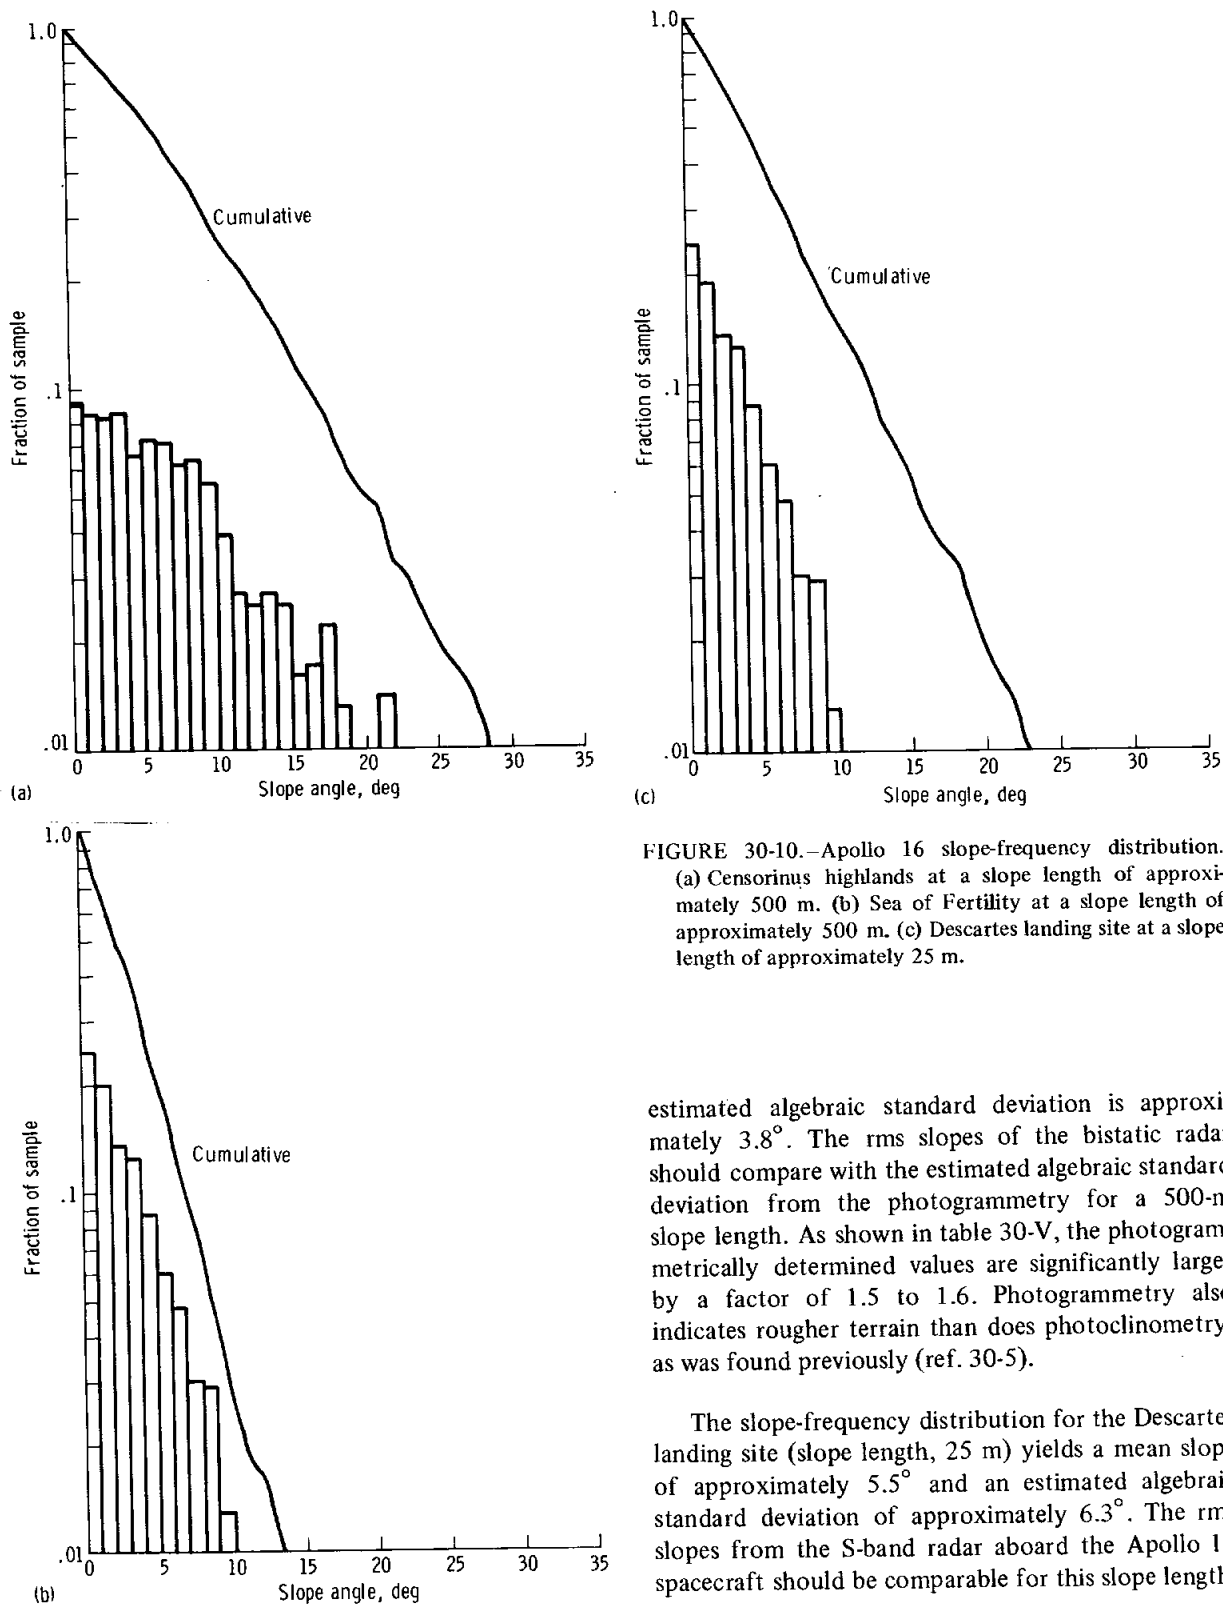 1.0
Cumulative
Fraction of sample
.1
.01
0 5 10 15 20 25 30 35
Slope angle, deg
(a)
1.0
Cumulative
Fraction of sample
.1
.01
0 5 10 15 20 25 30 35
Slope angle, deg
(b)
1.0
Cumulative
Fraction of sample
.1
.01
0 5 10 15 20 25 30 35
Slope angle, deg
(c)
FIGURE 30-10.—Apollo 16 slope-frequency distribution.
(a) Censorinus highlands at a slope length of approxi-
mately 500 m. (b) Sea of Fertility at a slope length of
approximately 500 m. (c) Descartes landing site at a slope
length of approximately 25 m.
estimated algebraic standard deviation is approxi
mately 3.8°. The rms slopes of the bistatic rada
should compare with the estimated algebraic standard
deviation from the photogrammetry for a 500-m
slope length. As shown in table 30-V, the photogram
metrically determined values are significantly large
by a factor of 1.5 to 1.6. Photogrammetry also
indicates rougher terrain than does photoclinometry
as was found previously (ref. 30-5).
The slope-frequency distribution for the Descarte
landing site (slope length, 25 m) yields a mean slop
of approximately 5.5° and an estimated algebrai
standard deviation of approximately 6.3°. The rm
slopes from the S-band radar aboard the Apollo 1
spacecraft should be comparable for this slope length